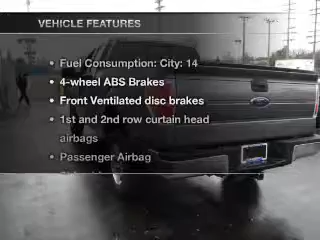 VEHICLE FEATURES
• Fuel Consumption: City: 14
• 4-wheel ABS Brakes
• Front Ventilated disc brakes
• 1st and 2nd row curtain head
airbags
• Passenger Airbag